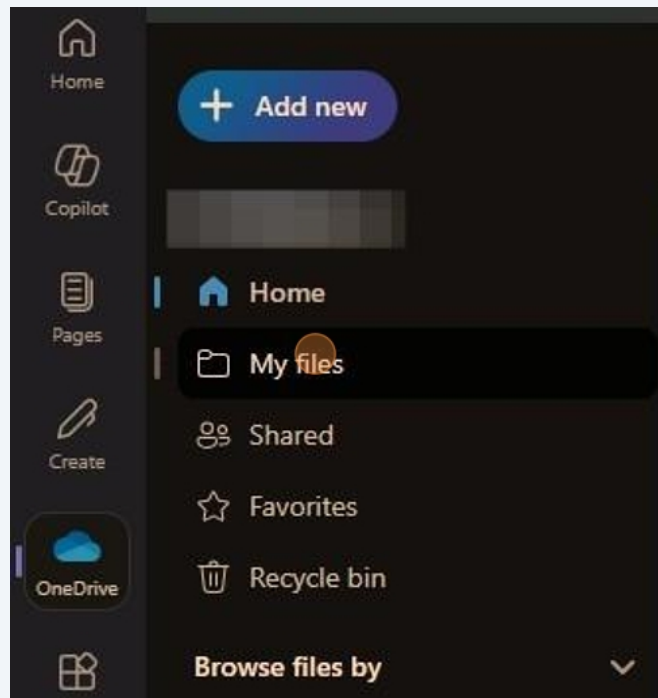 Home
Copilot
Pages
Create
OneDrive
Add new
Home
My files
Shared
Favorites
Recycle bin
Browse files by